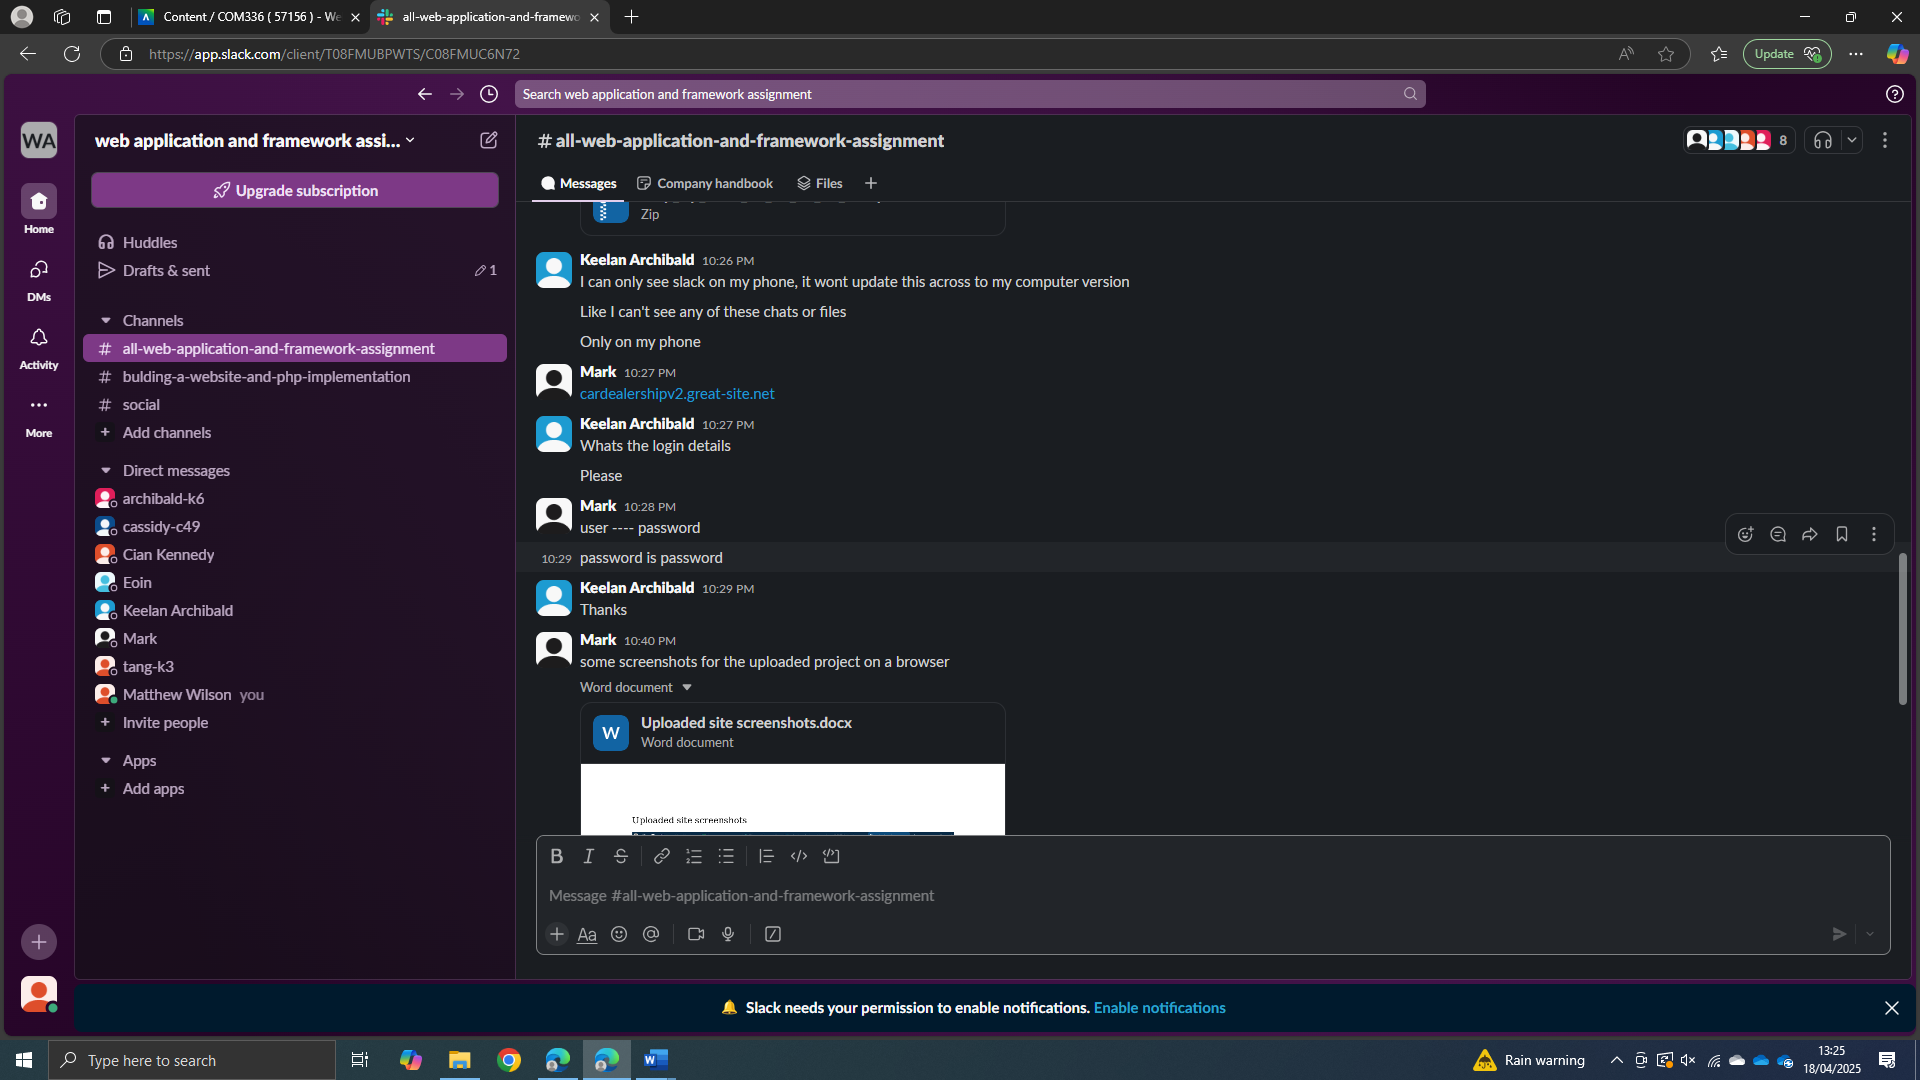 Content / COM336 ( 57156 ) - We
all-web-application-and-framewo
https://app.slack.com/client/T08FMUBPWTS/C08FMUC6N72
Update
Search web application and framework assignment
WA
web application and framework assi...
Upgrade subscription
Home
DMs
Activity
More
Huddles
Drafts & sent
1
Channels
# all-web-application-and-framework-assignment
# bulding-a-website-and-php-implementation
# social
+ Add channels
Direct messages
archibald-k6
cassidy-c49
Cian Kennedy
Eoin
Keelan Archibald
Mark
tang-k3
Matthew Wilson you
+ Invite people
Apps
+ Add apps
# all-web-application-and-framework-assignment
8
Messages
Company handbook
Files
Zip
Keelan Archibald 10:26 PM
I can only see slack on my phone, it wont update this across to my computer version
Like I can't see any of these chats or files
Only on my phone
Mark 10:27 PM
cardealershipv2.great-site.net
Keelan Archibald 10:27 PM
Whats the login details
Please
Mark 10:28 PM
user ---- password
10:29 password is password
Keelan Archibald 10:29 PM
Thanks
Mark 10:40 PM
some screenshots for the uploaded project on a browser
Word document
W
Uploaded site screenshots.docx
Word document
Uploaded site screenshots
Message #all-web-application-and-framework-assignment
Aa
Slack needs your permission to enable notifications. Enable notifications
Type here to search
Rain warning
13:25
18/04/2025